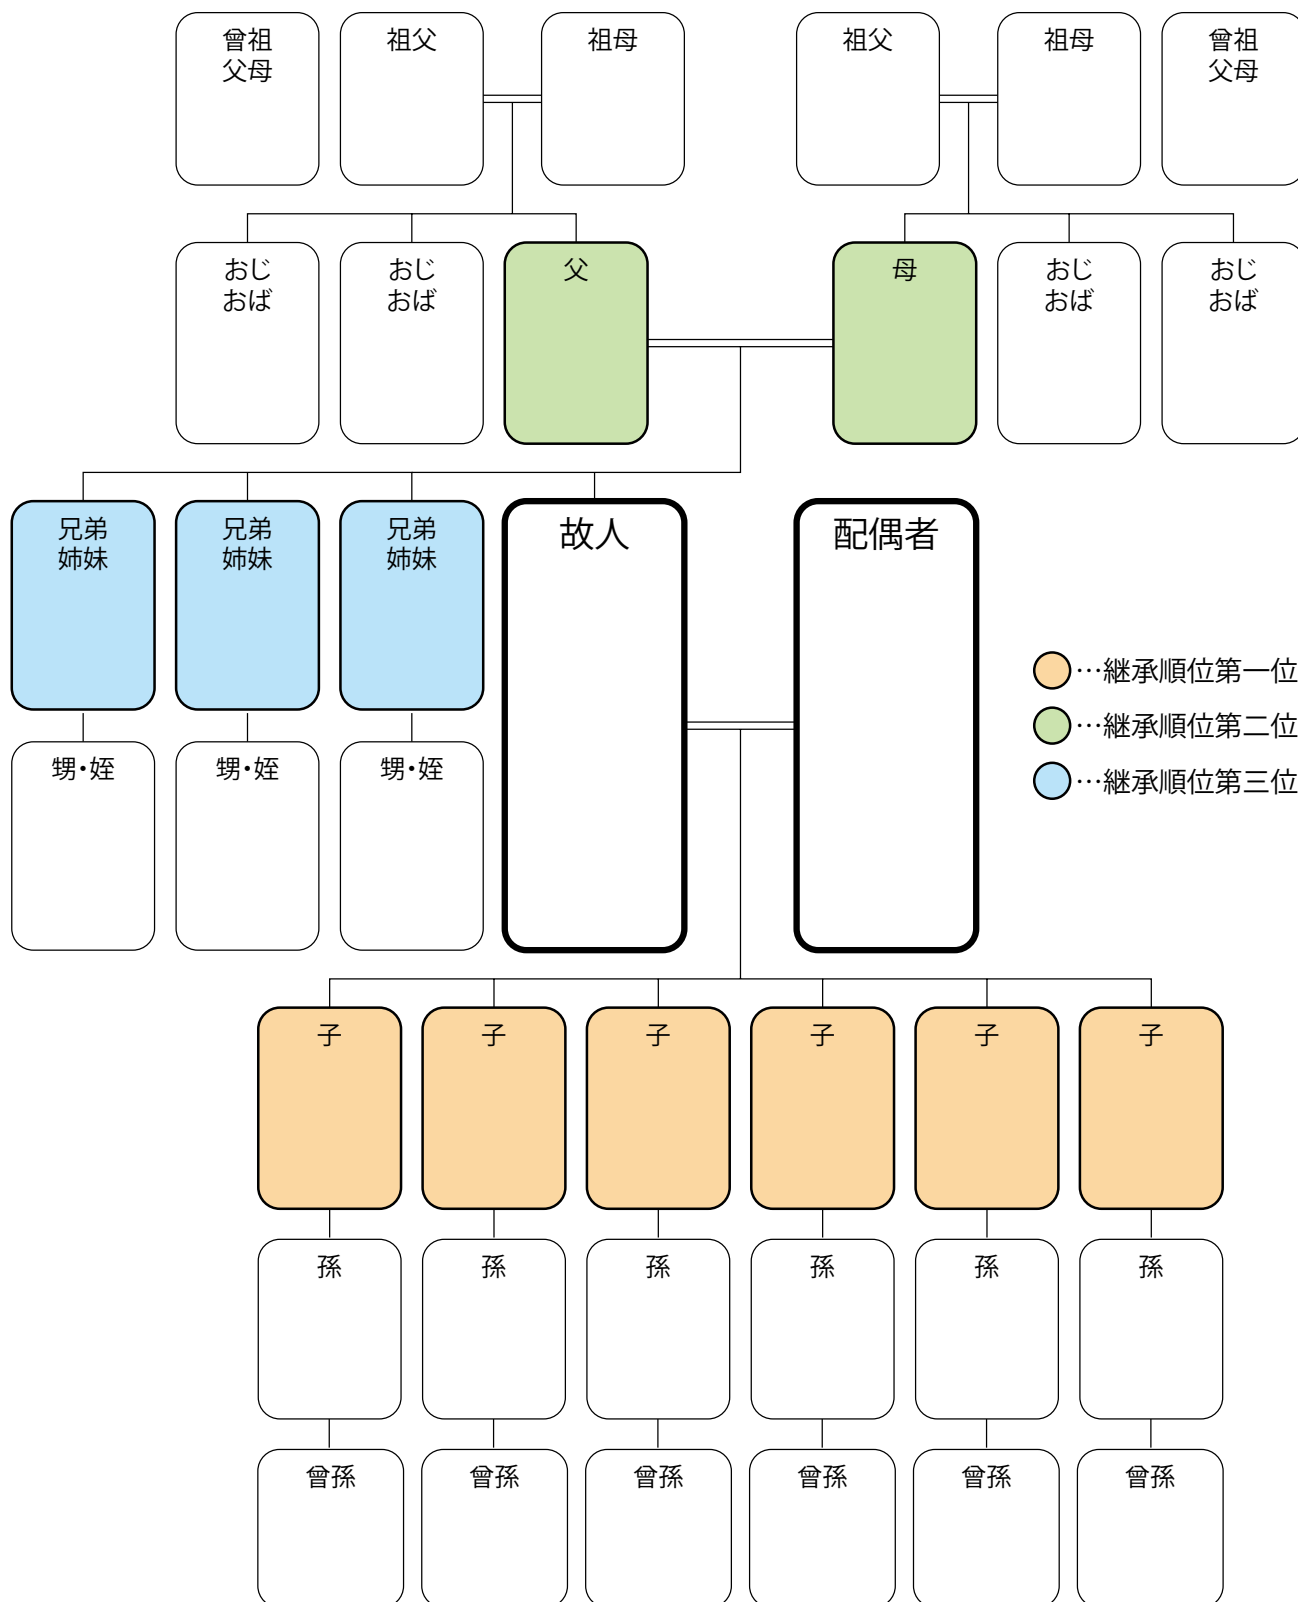 曾祖
父母
祖父
祖母
祖父
祖母
曾祖
父母
おじ
おば
おじ
おば
父
母
おじ
おば
おじ
おば
兄弟
姉妹
兄弟
姉妹
兄弟
姉妹
故人
配偶者
…継承順位第一位
…継承順位第二位
…継承順位第三位
甥・姪
甥・姪
甥・姪
子
子
子
子
子
子
孫
孫
孫
孫
孫
孫
曾孫
曾孫
曾孫
曾孫
曾孫
曾孫